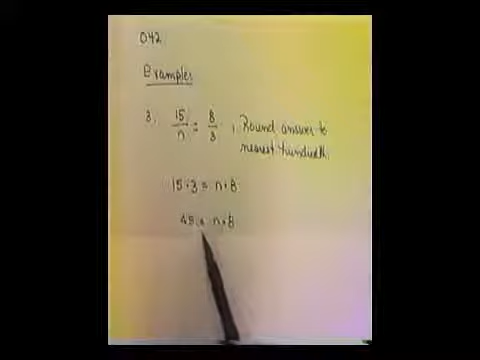 042
Examples
3. 15/n = 8/3 , Round answer to
nearest hundredth.
15 · 3 = n · 8
45 = n · 8